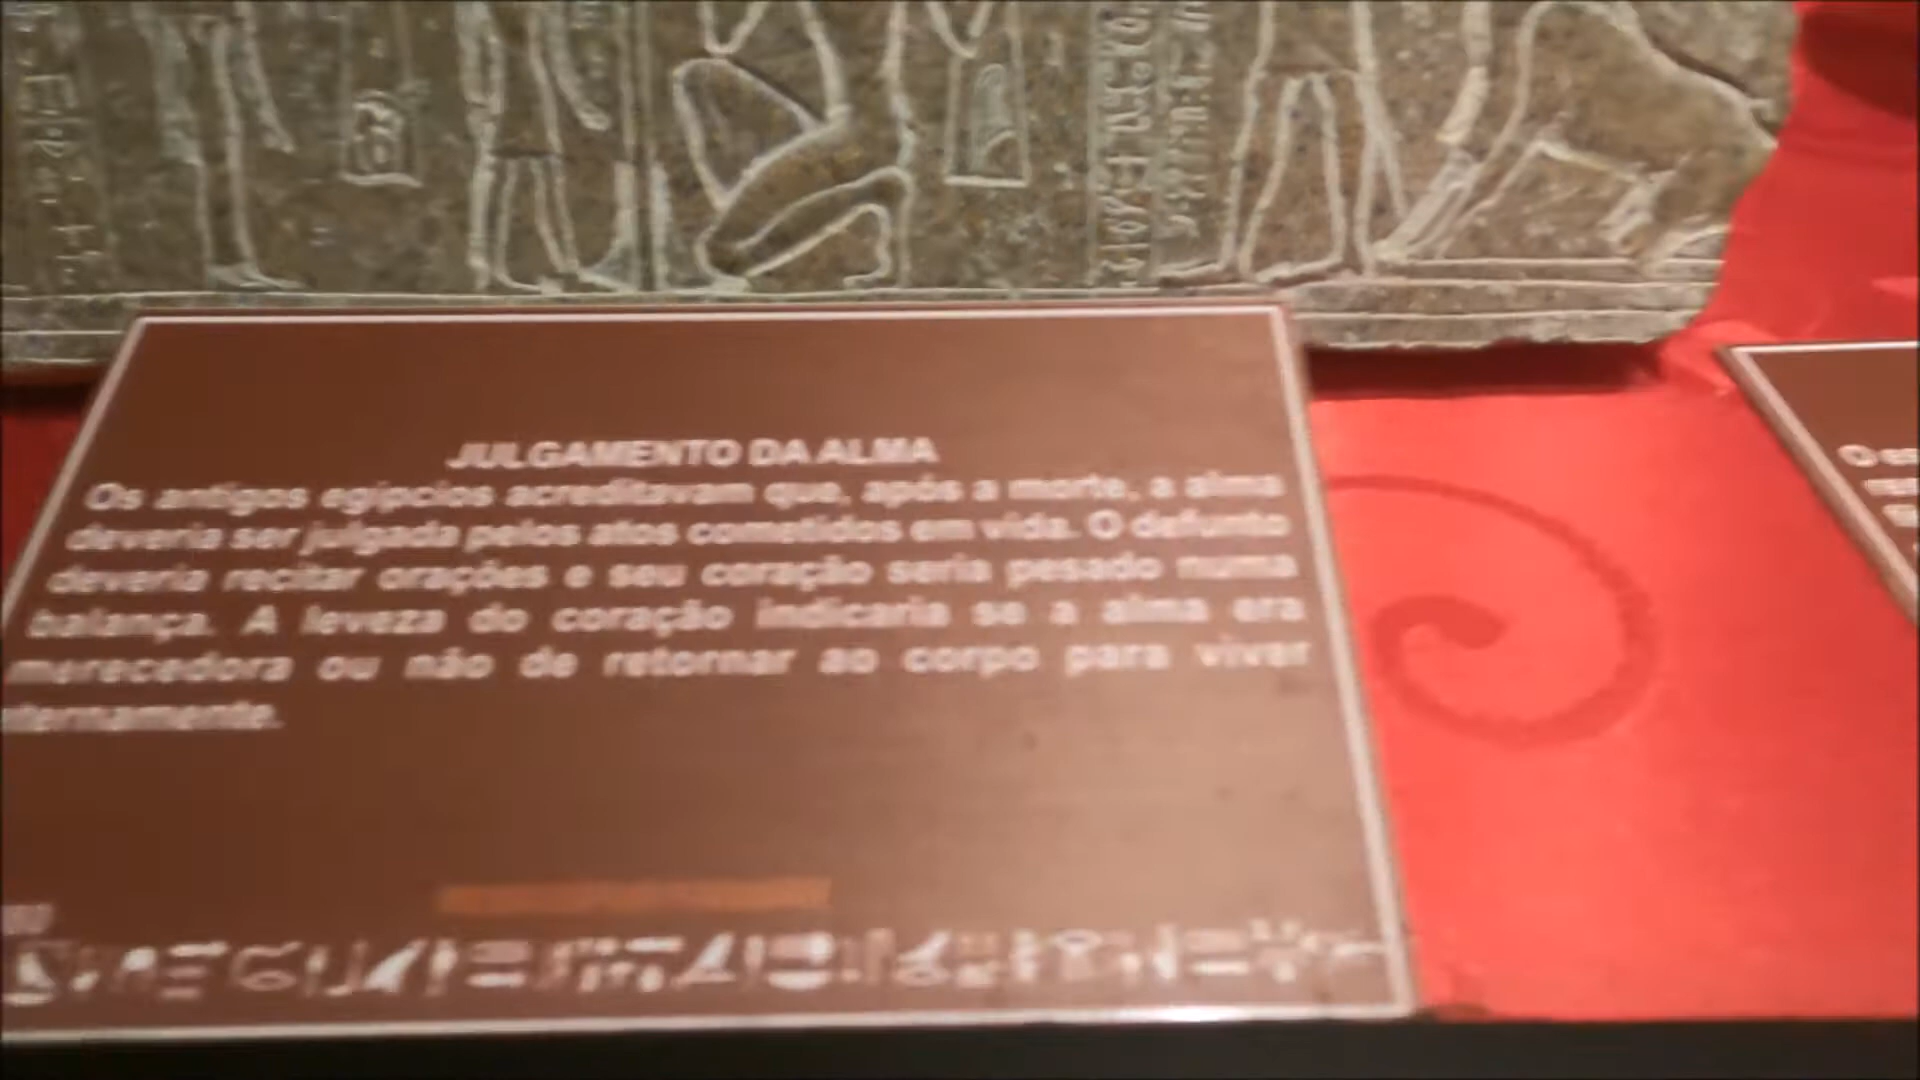 JULGAMENTO DA ALMA
Os antigos egípcios acreditavam que, após a morte, a alma
deveria ser julgada pelos atos cometidos em vida. O defunto
deveria recitar orações e seu coração seria pesado numa
balança. A leveza do coração indicaria se a alma era
merecedora ou não de retornar ao corpo para viver
eternamente.